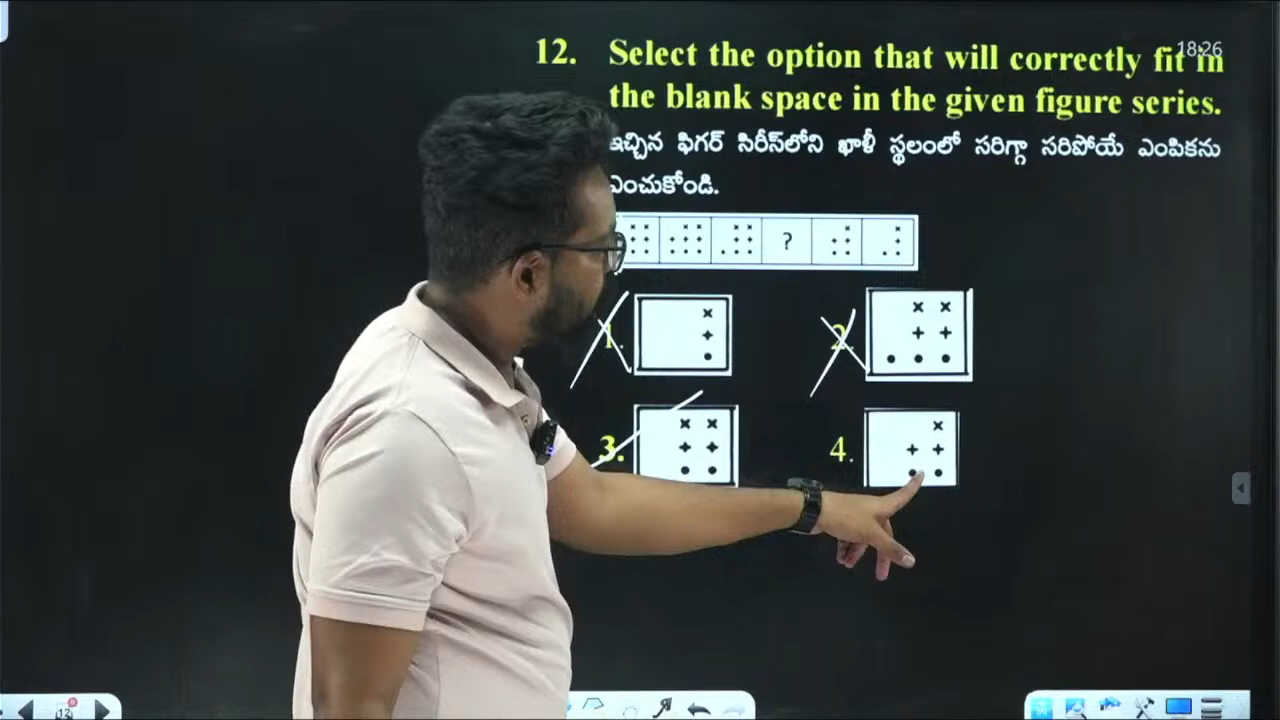 18:26
12. Select the option that will correctly fit in
the blank space in the given figure series.
ఇచ్చిన ఫిగర్ సిరీస్‌లోని ఖాళీ స్థలంలో సరిగ్గా సరిపోయే ఎంపికను
ఎంచుకోండి.
?
1. 2.
3. 4.
12